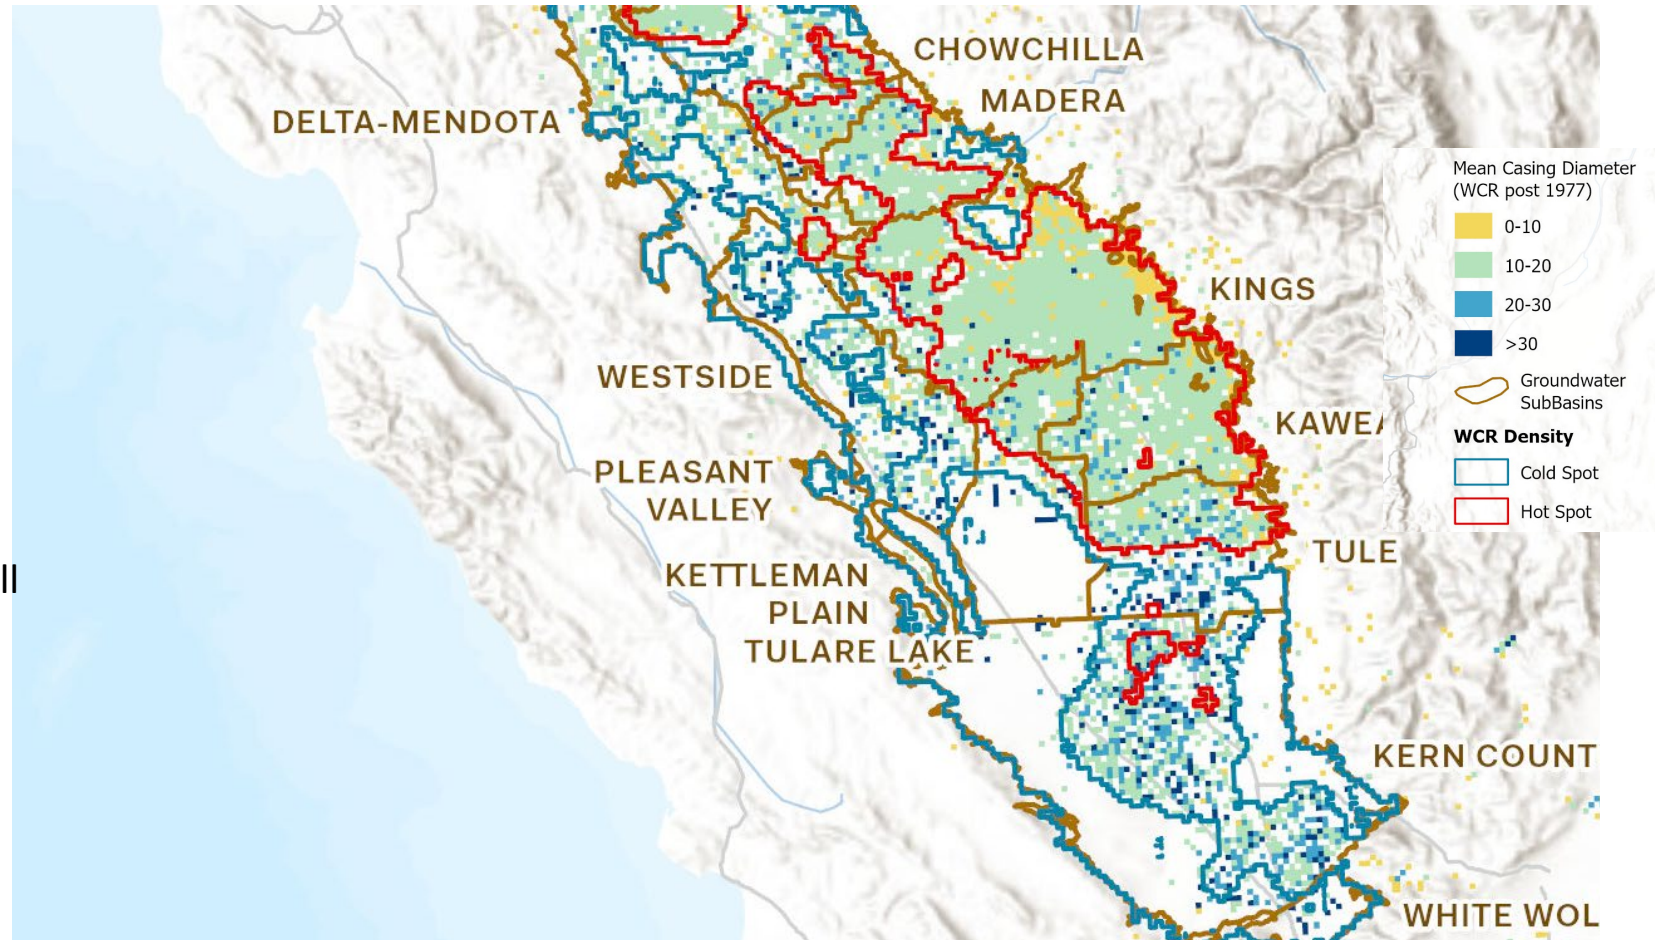 CHOWCHILLA
MADERA
DELTA-MENDOTA
Mean Casing Diameter
(WCR post 1977)
0-10
10-20
20-30
>30
Groundwater
SubBasins
WCR Density
Cold Spot
Hot Spot
KINGS
WESTSIDE
KAWEA
PLEASANT
VALLEY
TULE
ll
KETTLEMAN
PLAIN
TULARE LAKE
KERN COUNT
WHITE WOL